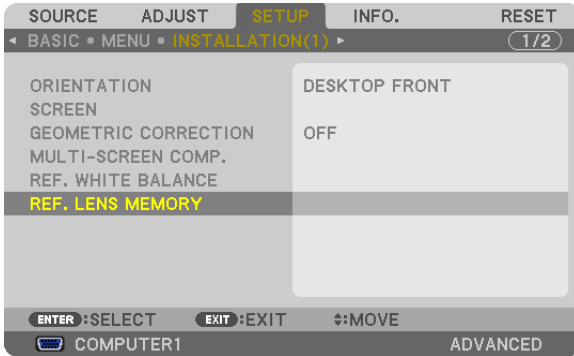 SOURCE ADJUST SETUP INFO. RESET
◂ BASIC • MENU • INSTALLATION(1) ▸ 1/2
ORIENTATION DESKTOP FRONT
SCREEN
GEOMETRIC CORRECTION OFF
MULTI-SCREEN COMP.
REF. WHITE BALANCE
REF. LENS MEMORY
ENTER :SELECT EXIT :EXIT ⬍:MOVE
COMPUTER1 ADVANCED